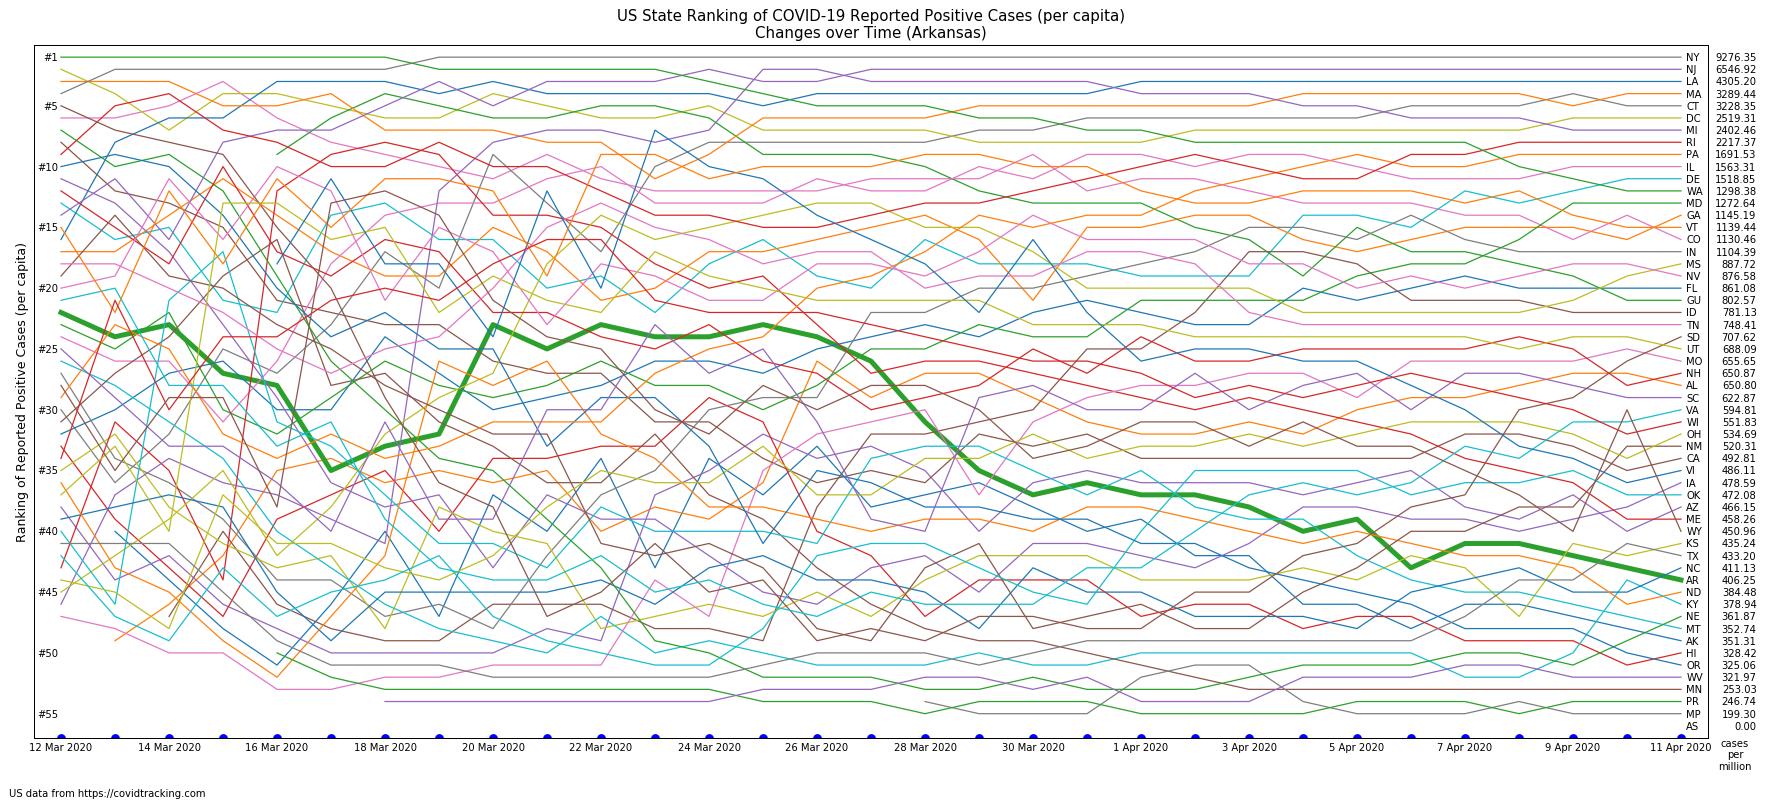 US State Ranking of COVID-19 Reported Positive Cases (per capita)
Changes over Time (Arkansas)
Ranking of Reported Positive Cases (per capita)
#1
#5
#10
#15
#20
#25
#30
#35
#40
#45
#50
#55
NY 9276.35
NJ 6546.92
LA 4305.20
MA 3289.44
CT 3228.35
DC 2519.31
MI 2402.46
RI 2217.37
PA 1691.53
IL 1563.31
DE 1518.85
WA 1298.38
MD 1272.64
GA 1145.19
VT 1139.44
CO 1130.46
IN 1104.39
MS 887.72
NV 876.58
FL 861.08
GU 802.57
ID 781.13
TN 748.41
SD 707.62
UT 688.09
MO 655.65
NH 650.87
AL 650.80
SC 622.87
VA 594.81
WI 551.83
OH 534.69
NM 520.31
CA 492.81
VI 486.11
IA 478.59
OK 472.08
AZ 466.15
ME 458.26
WY 450.96
KS 435.24
TX 433.20
NC 411.13
AR 406.25
ND 384.48
KY 378.94
NE 361.87
MT 352.74
AK 351.31
HI 328.42
OR 325.06
WV 321.97
MN 253.03
PR 246.74
MP 199.30
AS 0.00
12 Mar 2020 14 Mar 2020 16 Mar 2020 18 Mar 2020 20 Mar 2020 22 Mar 2020 24 Mar 2020 26 Mar 2020 28 Mar 2020 30 Mar 2020 1 Apr 2020 3 Apr 2020 5 Apr 2020 7 Apr 2020 9 Apr 2020 11 Apr 2020
cases
per
million
US data from https://covidtracking.com